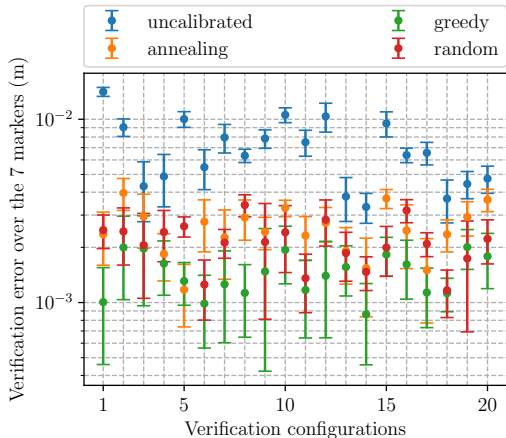 uncalibrated
annealing
greedy
random
Verification error over the 7 markers (m)
10⁻²
10⁻³
1 5 10 15 20
Verification configurations